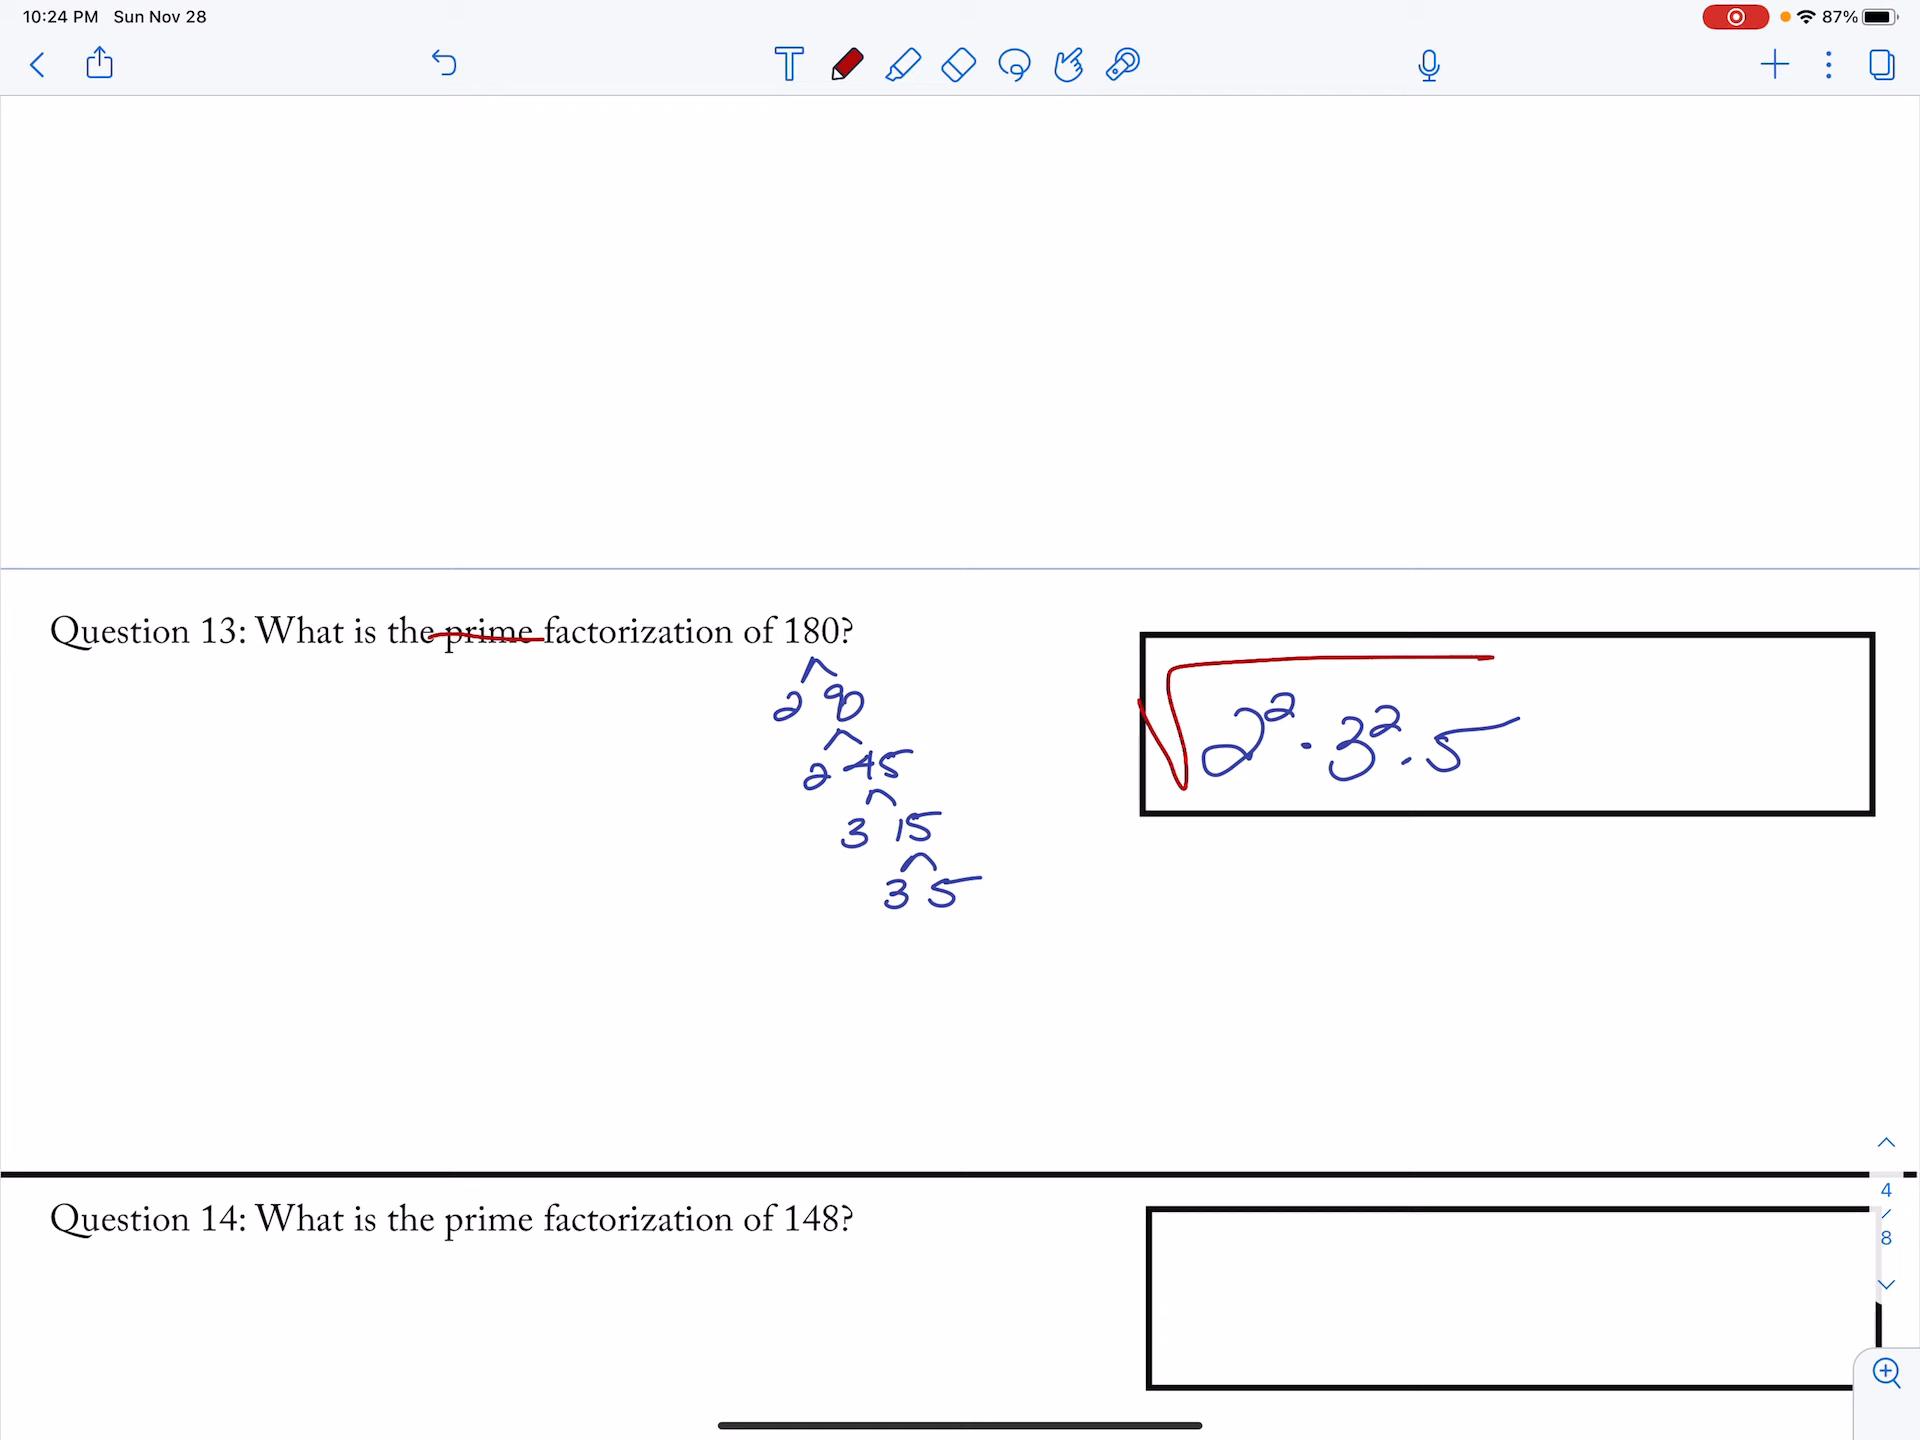 10:24 PM Sun Nov 28
87%
T
Question 13: What is the prime factorization of 180?
2 90
2 45
3 15
3 5
√2² · 3² · 5
Question 14: What is the prime factorization of 148?
4
/
8